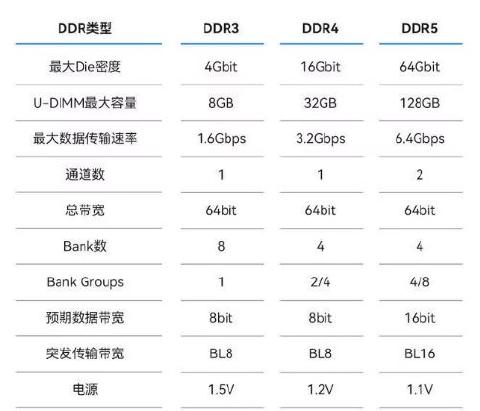 DDR类型 DDR3 DDR4 DDR5
最大Die密度 4Gbit 16Gbit 64Gbit
U-DIMM最大容量 8GB 32GB 128GB
最大数据传输速率 1.6Gbps 3.2Gbps 6.4Gbps
通道数 1 1 2
总带宽 64bit 64bit 64bit
Bank数 8 4 4
Bank Groups 1 2/4 4/8
预期数据带宽 8bit 8bit 16bit
突发传输带宽 BL8 BL8 BL16
电源 1.5V 1.2V 1.1V